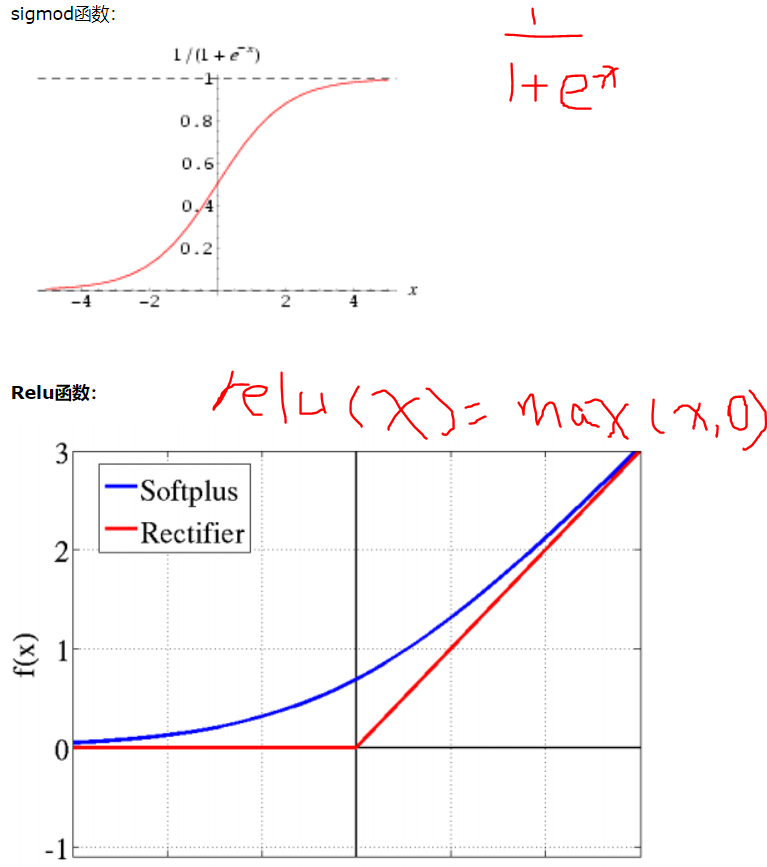 sigmod函数:
1/(1+e^-x)
1
1+e^x
1
0.8
0.6
0.4
0.2
-4 -2 2 4 x
Relu函数:
relu(x)=max(x,0)
3
Softplus
Rectifier
2
1
f(x)
0
-1